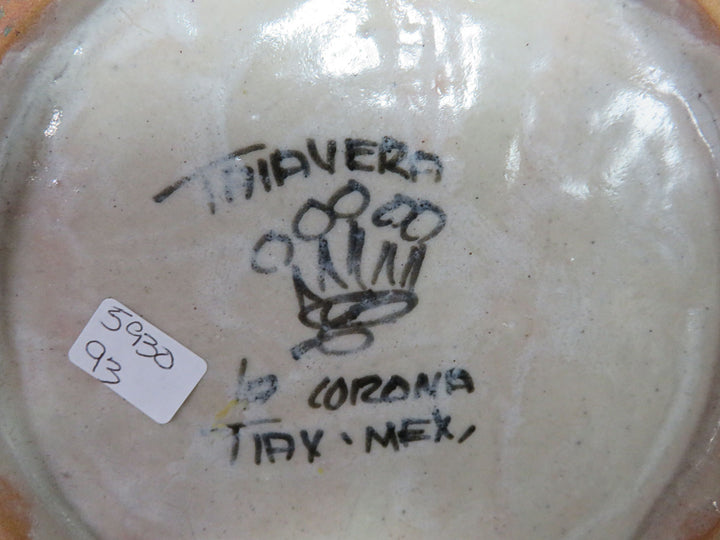 TALAVERA
La CORONA
TLAX. MEX,
5930
93